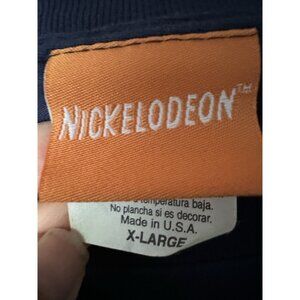 NICKELODEON™
temperatura baja.
No plancha si es decorar.
Made in U.S.A.
X-LARGE